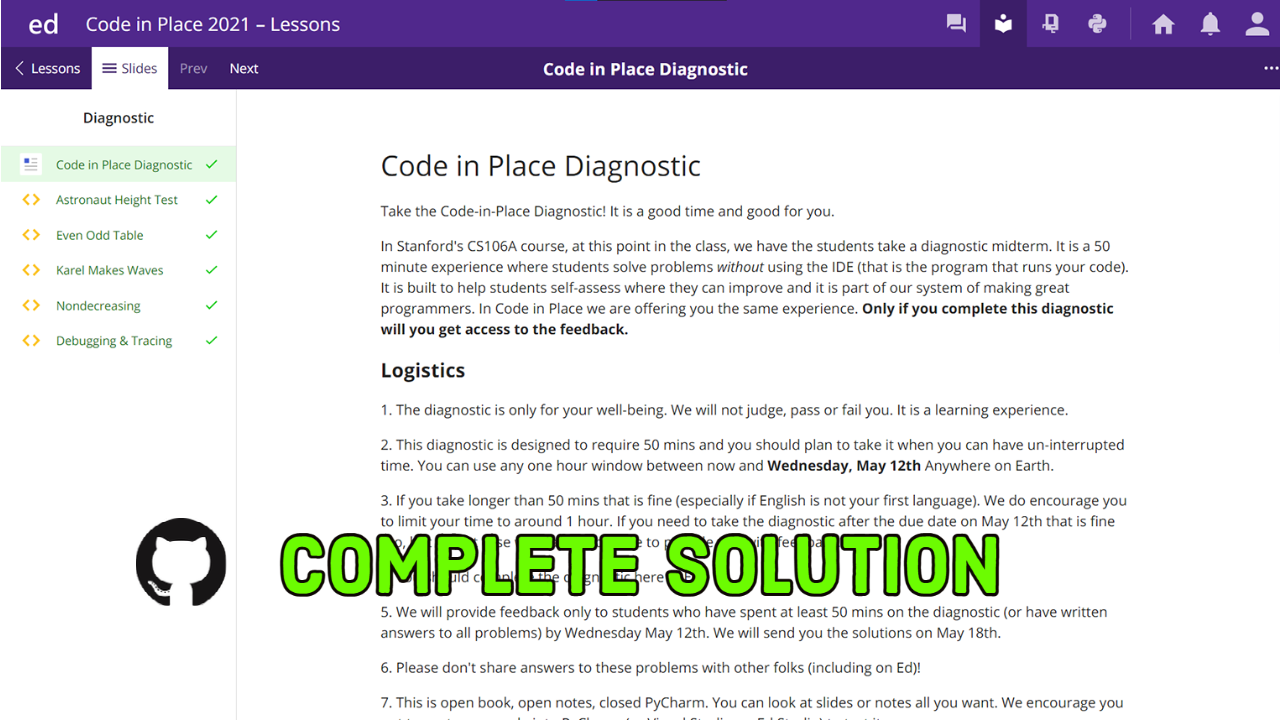 ed Code in Place 2021 – Lessons
Lessons Slides Prev Next Code in Place Diagnostic
Diagnostic
Code in Place Diagnostic
Astronaut Height Test
Even Odd Table
Karel Makes Waves
Nondecreasing
Debugging & Tracing
Code in Place Diagnostic
Take the Code-in-Place Diagnostic! It is a good time and good for you.
In Stanford's CS106A course, at this point in the class, we have the students take a diagnostic midterm. It is a 50
minute experience where students solve problems without using the IDE (that is the program that runs your code).
It is built to help students self-assess where they can improve and it is part of our system of making great
programmers. In Code in Place we are offering you the same experience. Only if you complete this diagnostic
will you get access to the feedback.
Logistics
1. The diagnostic is only for your well-being. We will not judge, pass or fail you. It is a learning experience.
2. This diagnostic is designed to require 50 mins and you should plan to take it when you can have un-interrupted
time. You can use any one hour window between now and Wednesday, May 12th Anywhere on Earth.
3. If you take longer than 50 mins that is fine (especially if English is not your first language). We do encourage you
to limit your time to around 1 hour. If you need to take the diagnostic after the due date on May 12th that is fine
COMPLETE SOLUTION
the diagnostic here
5. We will provide feedback only to students who have spent at least 50 mins on the diagnostic (or have written
answers to all problems) by Wednesday May 12th. We will send you the solutions on May 18th.
6. Please don't share answers to these problems with other folks (including on Ed)!
7. This is open book, open notes, closed PyCharm. You can look at slides or notes all you want. We encourage you